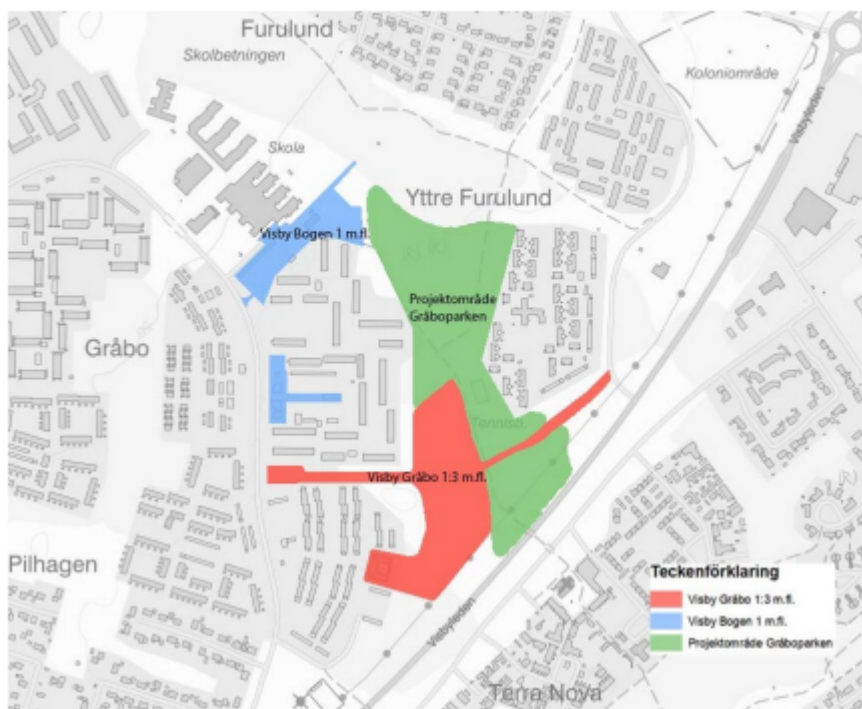 Furulund
Skolbetningen
Koloniområde
Visbyleden
Skola
Yttre Furulund
Visby Bogen 1 m.fl.
Projektområde
Gråboparken
Gråbo
Tennisb.
Visby Gråbo 1:3 m.fl.
Pilhagen
Visbyleden
Terra Nova
Teckenförklaring
Visby Gråbo 1:3 m.fl.
Visby Bogen 1 m.fl.
Projektområde Gråboparken